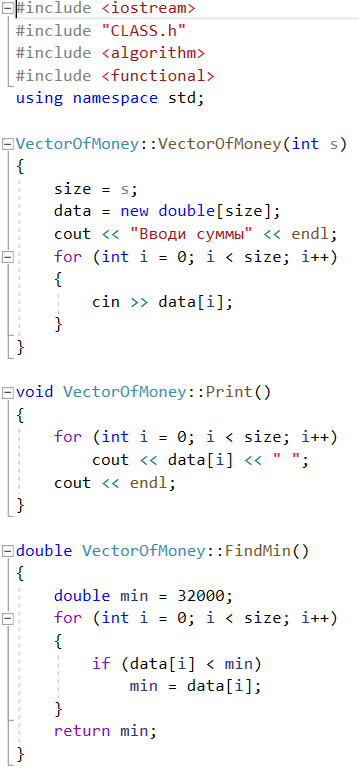 #include <iostream>
#include "CLASS.h"
#include <algorithm>
#include <functional>
using namespace std;

VectorOfMoney::VectorOfMoney(int s)
{
    size = s;
    data = new double[size];
    cout << "Вводи суммы" << endl;
    for (int i = 0; i < size; i++)
    {
        cin >> data[i];
    }
}

void VectorOfMoney::Print()
{
    for (int i = 0; i < size; i++)
        cout << data[i] << " ";
    cout << endl;
}

double VectorOfMoney::FindMin()
{
    double min = 32000;
    for (int i = 0; i < size; i++)
    {
        if (data[i] < min)
            min = data[i];
    }
    return min;
}